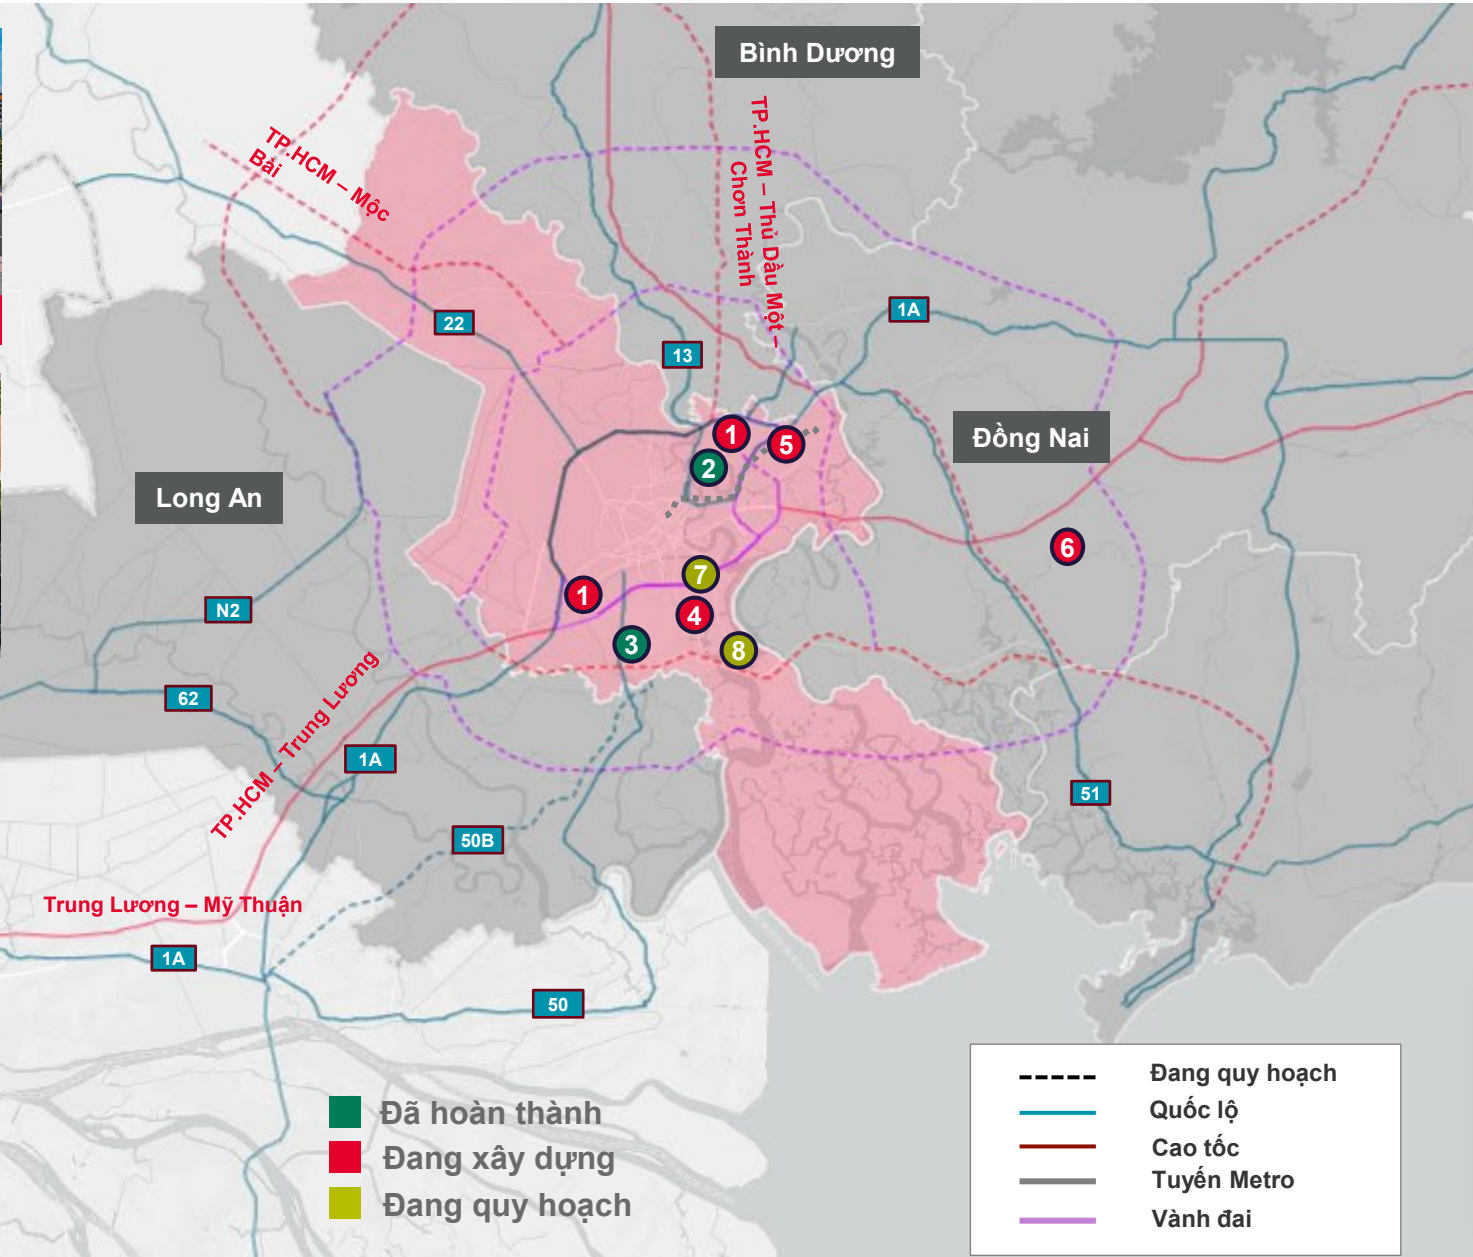 Bình Dương
TP.HCM – Mộc
Bài
TP.HCM – Thủ Dầu Một –
Chơn Thành
22
13
1A
1
5
2
Đồng Nai
Long An
6
7
1
4
N2
3
8
62
TP.HCM – Trung Lương
1A
51
50B
Trung Lương – Mỹ Thuận
1A
50
Đã hoàn thành
Đang xây dựng
Đang quy hoạch
Đang quy hoạch
Quốc lộ
Cao tốc
Tuyến Metro
Vành đai